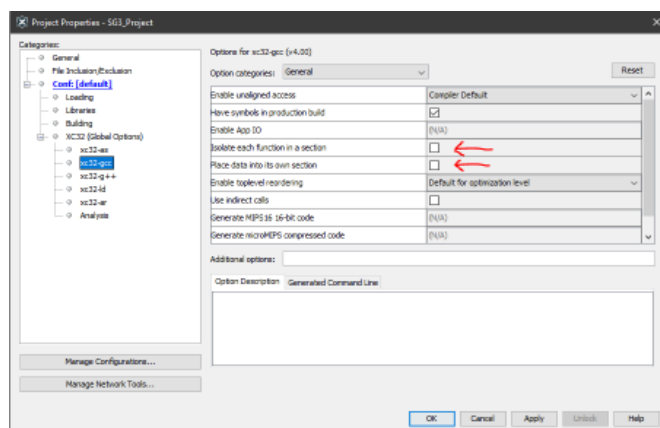 Project Properties - SG3_Project
Categories:
General
File Inclusion/Exclusion
Conf: [default]
Loading
Libraries
Building
XC32 (Global Options)
xc32-as
xc32-gcc
xc32-g++
xc32-ld
xc32-ar
Analysis
Manage Configurations...
Manage Network Tools...
Options for xc32-gcc (v4.00)
Option categories: General
Reset
Enable unaligned access Compiler Default
Have symbols in production build
Enable App IO (N/A)
Isolate each function in a section
Place data into its own section
Enable toplevel reordering Default for optimization level
Use indirect calls
Generate MIPS16 16-bit code (N/A)
Generate microMIPS compressed code (N/A)
Additional options:
Option Description Generated Command Line
OK Cancel Apply Unlock Help